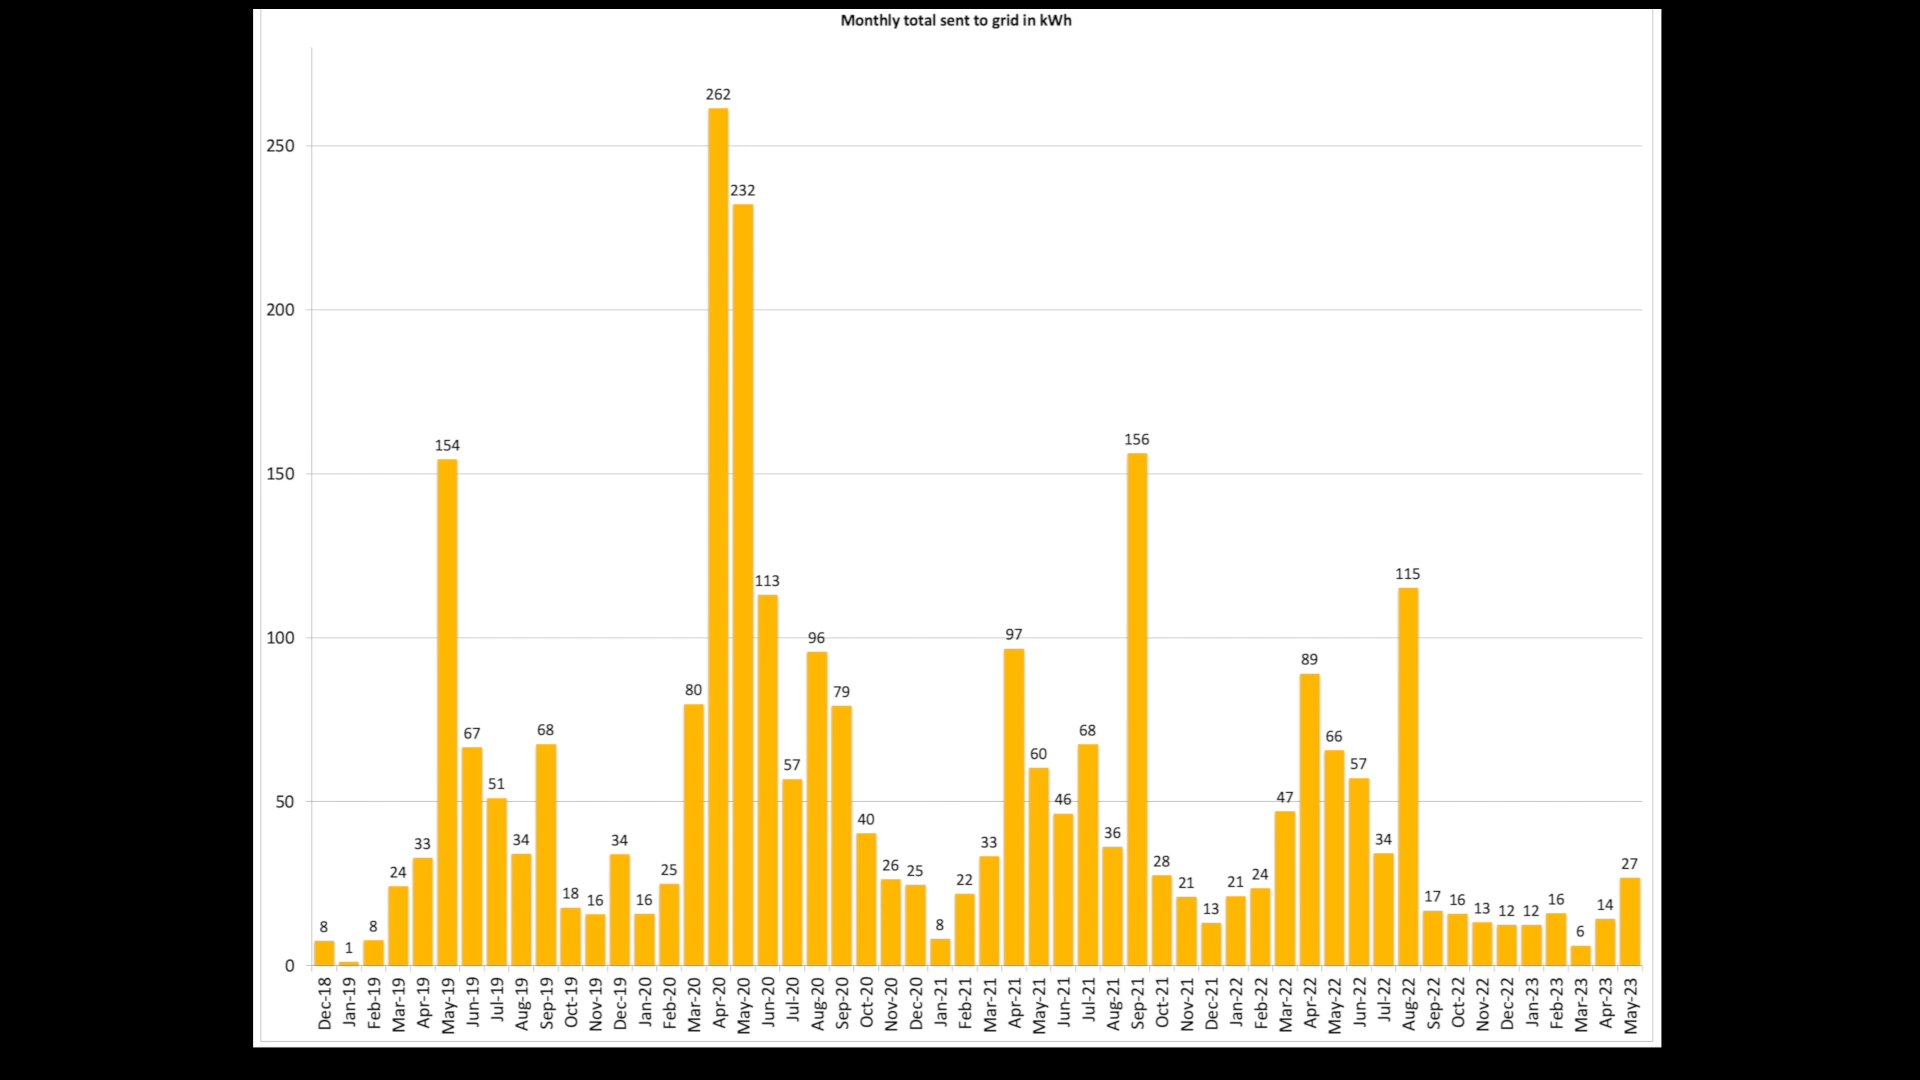 Monthly total sent to grid in kWh
250
200
150
100
50
0
8
1
8
24
33
154
67
51
34
68
18
16
34
16
25
80
262
232
113
57
96
79
40
26
25
8
22
33
97
60
46
68
36
156
28
21
13
21
24
47
89
66
57
34
115
17
16
13
12
12
16
6
14
27
Dec-18
Jan-19
Feb-19
Mar-19
Apr-19
May-19
Jun-19
Jul-19
Aug-19
Sep-19
Oct-19
Nov-19
Dec-19
Jan-20
Feb-20
Mar-20
Apr-20
May-20
Jun-20
Jul-20
Aug-20
Sep-20
Oct-20
Nov-20
Dec-20
Jan-21
Feb-21
Mar-21
Apr-21
May-21
Jun-21
Jul-21
Aug-21
Sep-21
Oct-21
Nov-21
Dec-21
Jan-22
Feb-22
Mar-22
Apr-22
May-22
Jun-22
Jul-22
Aug-22
Sep-22
Oct-22
Nov-22
Dec-22
Jan-23
Feb-23
Mar-23
Apr-23
May-23